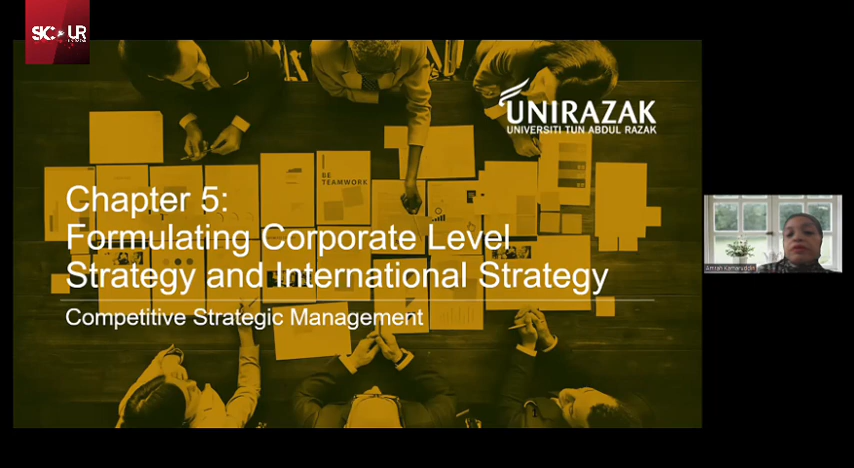 UNIRAZAK
UNIVERSITI TUN ABDUL RAZAK
BE
TEAMWORK
Chapter 5:
Formulating Corporate Level
Strategy and International Strategy
Competitive Strategic Management